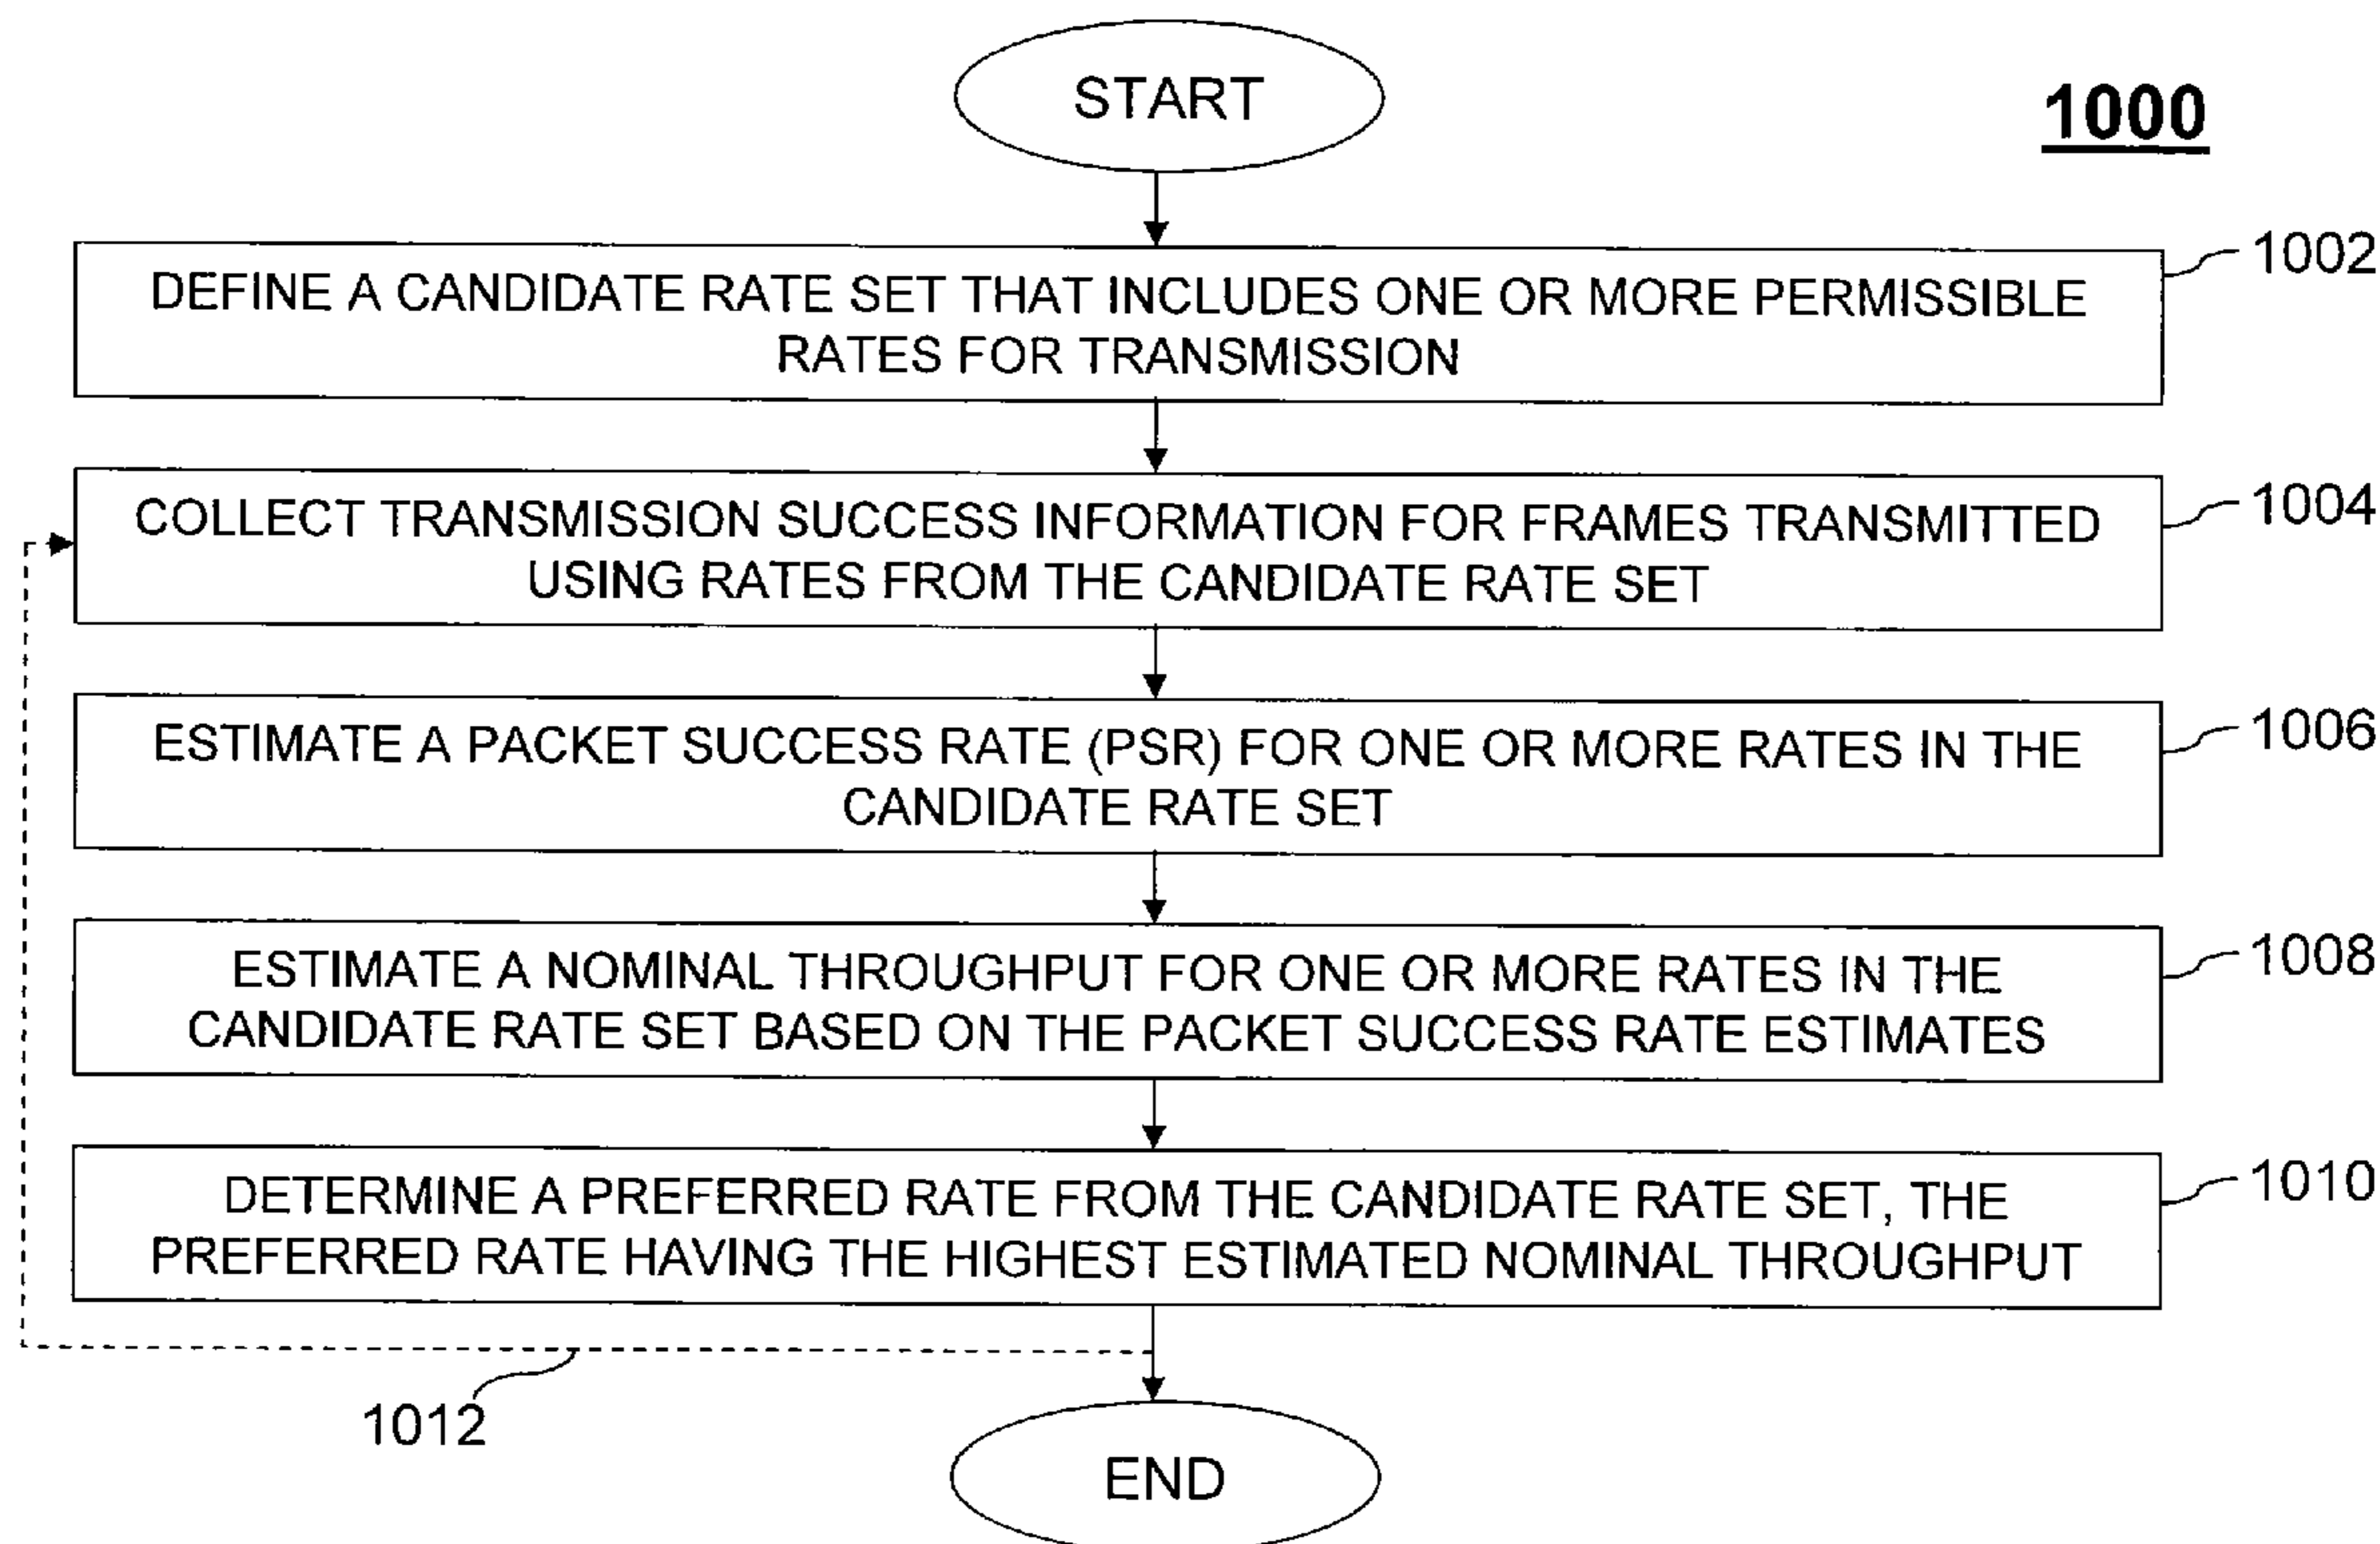 START
1000
DEFINE A CANDIDATE RATE SET THAT INCLUDES ONE OR MORE PERMISSIBLE
RATES FOR TRANSMISSION
1002
COLLECT TRANSMISSION SUCCESS INFORMATION FOR FRAMES TRANSMITTED
USING RATES FROM THE CANDIDATE RATE SET
1004
ESTIMATE A PACKET SUCCESS RATE (PSR) FOR ONE OR MORE RATES IN THE
CANDIDATE RATE SET
1006
ESTIMATE A NOMINAL THROUGHPUT FOR ONE OR MORE RATES IN THE
CANDIDATE RATE SET BASED ON THE PACKET SUCCESS RATE ESTIMATES
1008
DETERMINE A PREFERRED RATE FROM THE CANDIDATE RATE SET, THE
PREFERRED RATE HAVING THE HIGHEST ESTIMATED NOMINAL THROUGHPUT
1010
1012
END